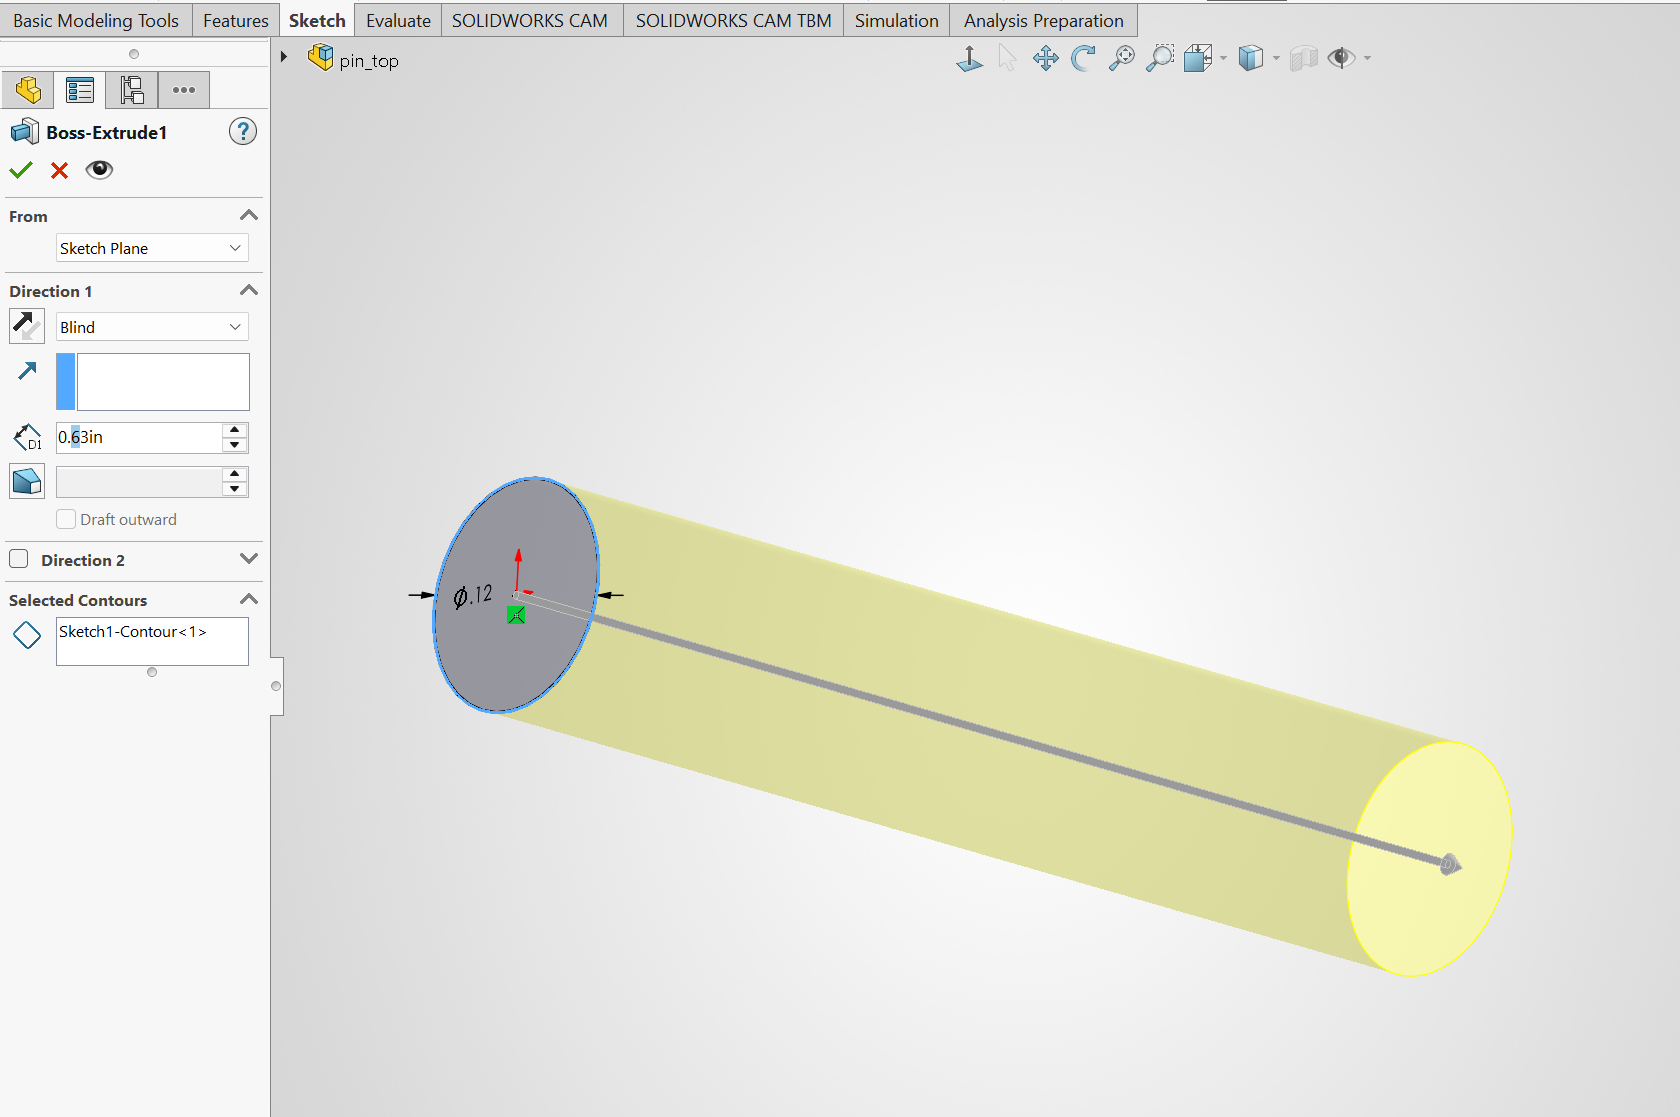 Basic Modeling Tools Features Sketch Evaluate SOLIDWORKS CAM SOLIDWORKS CAM TBM Simulation Analysis Preparation
pin_top
Boss-Extrude1 ?
From
Sketch Plane
Direction 1
Blind
D1 0.63in
Draft outward
Direction 2
Selected Contours
Sketch1-Contour<1>
Ø.12